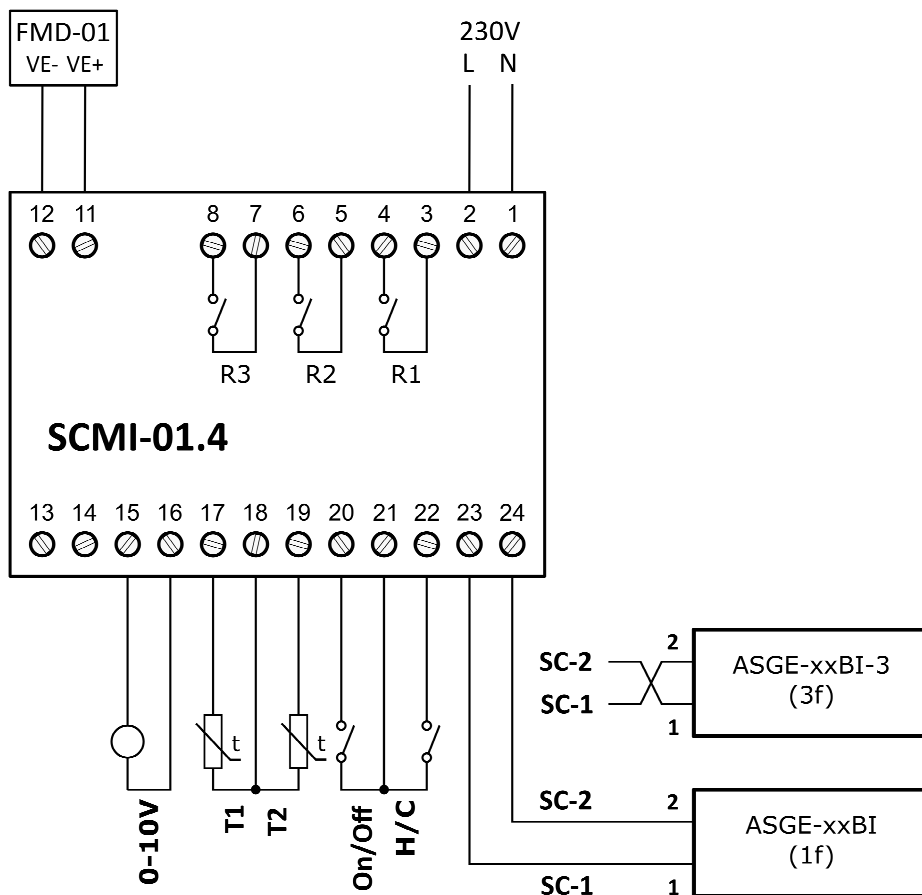 FMD-01
VE- VE+
230V
L N
12 11 8 7 6 5 4 3 2 1
R3 R2 R1
SCMI-01.4
13 14 15 16 17 18 19 20 21 22 23 24
SC-2 2
ASGE-xxBI-3
(3f)
SC-1 1
t t
0-10V
T1
T2
On/Off
H/C
SC-2 2
ASGE-xxBI
(1f)
SC-1 1